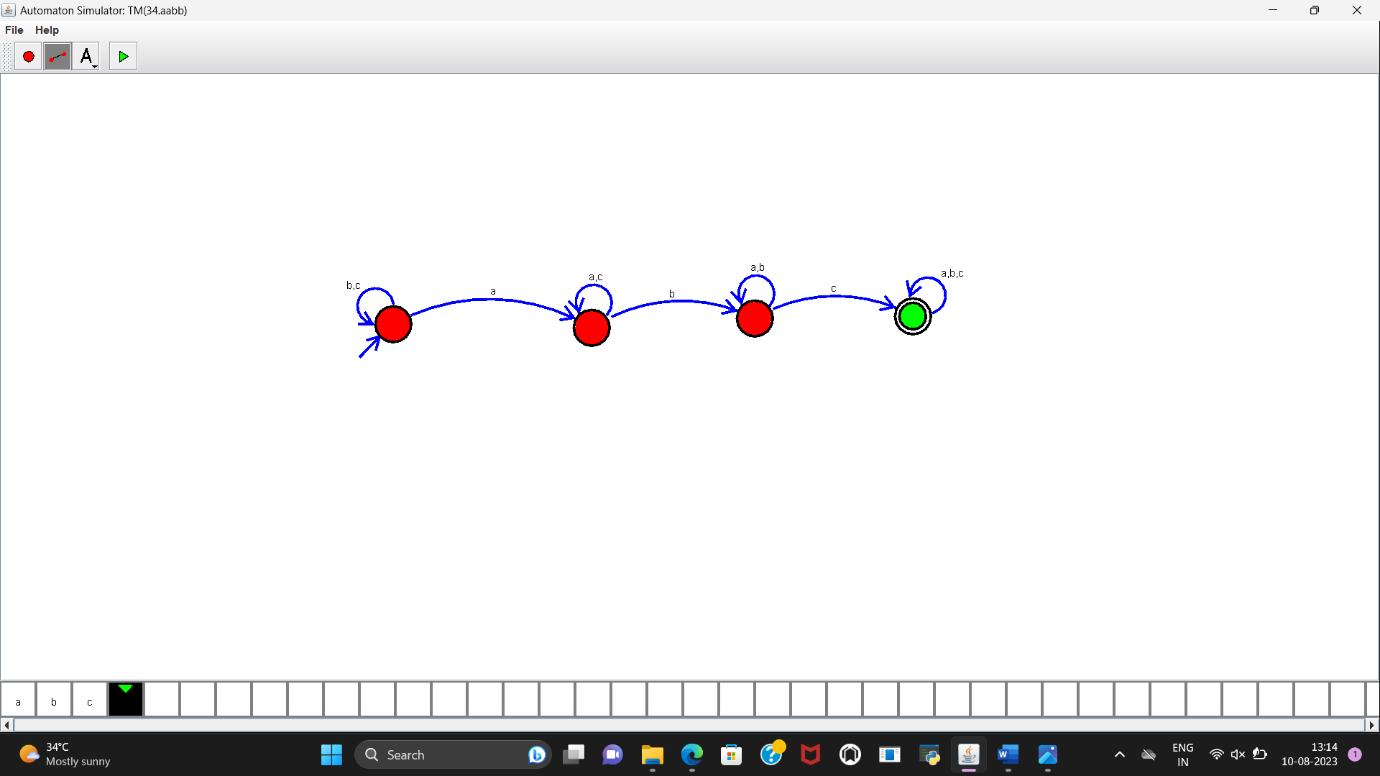 Automaton Simulator: TM(34.aabb)
File Help
A
b,c
a
a,c
b
a,b
c
a,b,c
a b c
34°C
Mostly sunny
Search
ENG
IN
13:14
10-08-2023
1